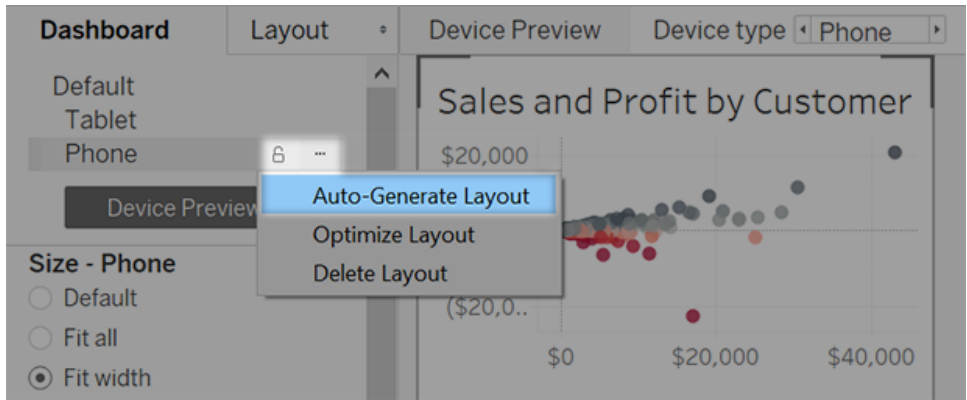 Dashboard
Layout
Device Preview
Device type
Phone
Default
Tablet
Phone
...
Device Preview
Auto-Generate Layout
Optimize Layout
Delete Layout
Size - Phone
Default
Fit all
Fit width
Sales and Profit by Customer
$20,000
($20,0..
$0
$20,000
$40,000